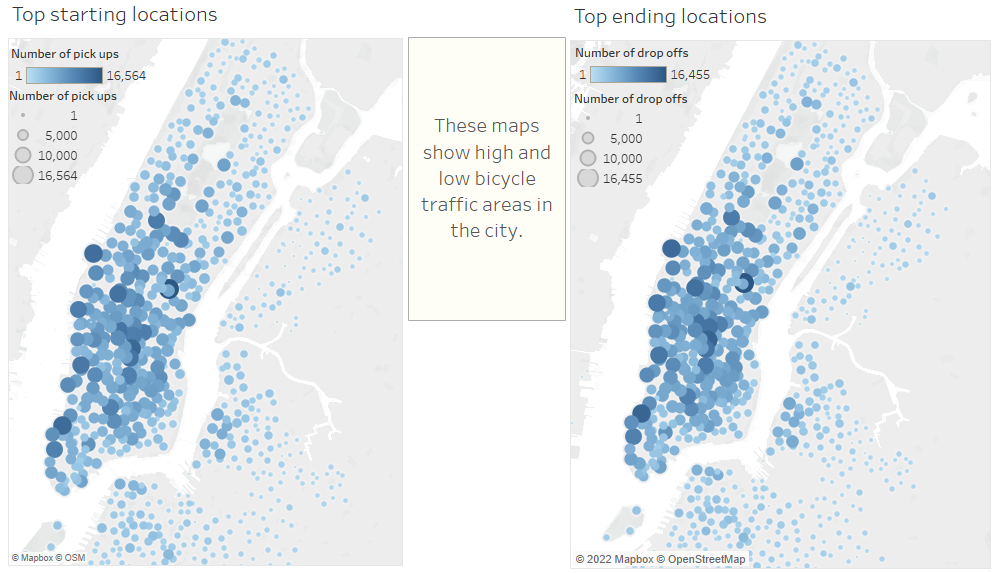 Top starting locations
Number of pick ups
1 16,564
Number of pick ups
1
5,000
10,000
16,564
© Mapbox © OSM
These maps
show high and
low bicycle
traffic areas in
the city.
Top ending locations
Number of drop offs
1 16,455
Number of drop offs
1
5,000
10,000
16,455
© 2022 Mapbox © OpenStreetMap